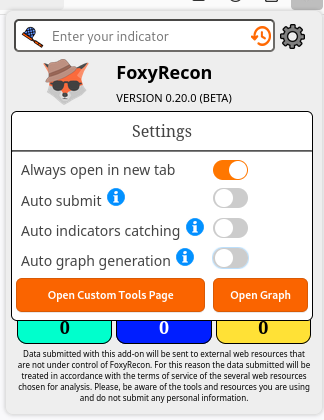 Enter your indicator
FoxyRecon
VERSION 0.20.0 (BETA)
Settings
Always open in new tab
Auto submit
Auto indicators catching
Auto graph generation
Open Custom Tools Page
Open Graph
0 0 0
Data submitted with this add-on will be sent to external web resources that
are not under control of FoxyRecon. For this reason the data submitted will be
treated in accordance with the terms of service of the several web resources
chosen for analysis. Please, be aware of the tools and resources you are using
and do not submit any personal information.